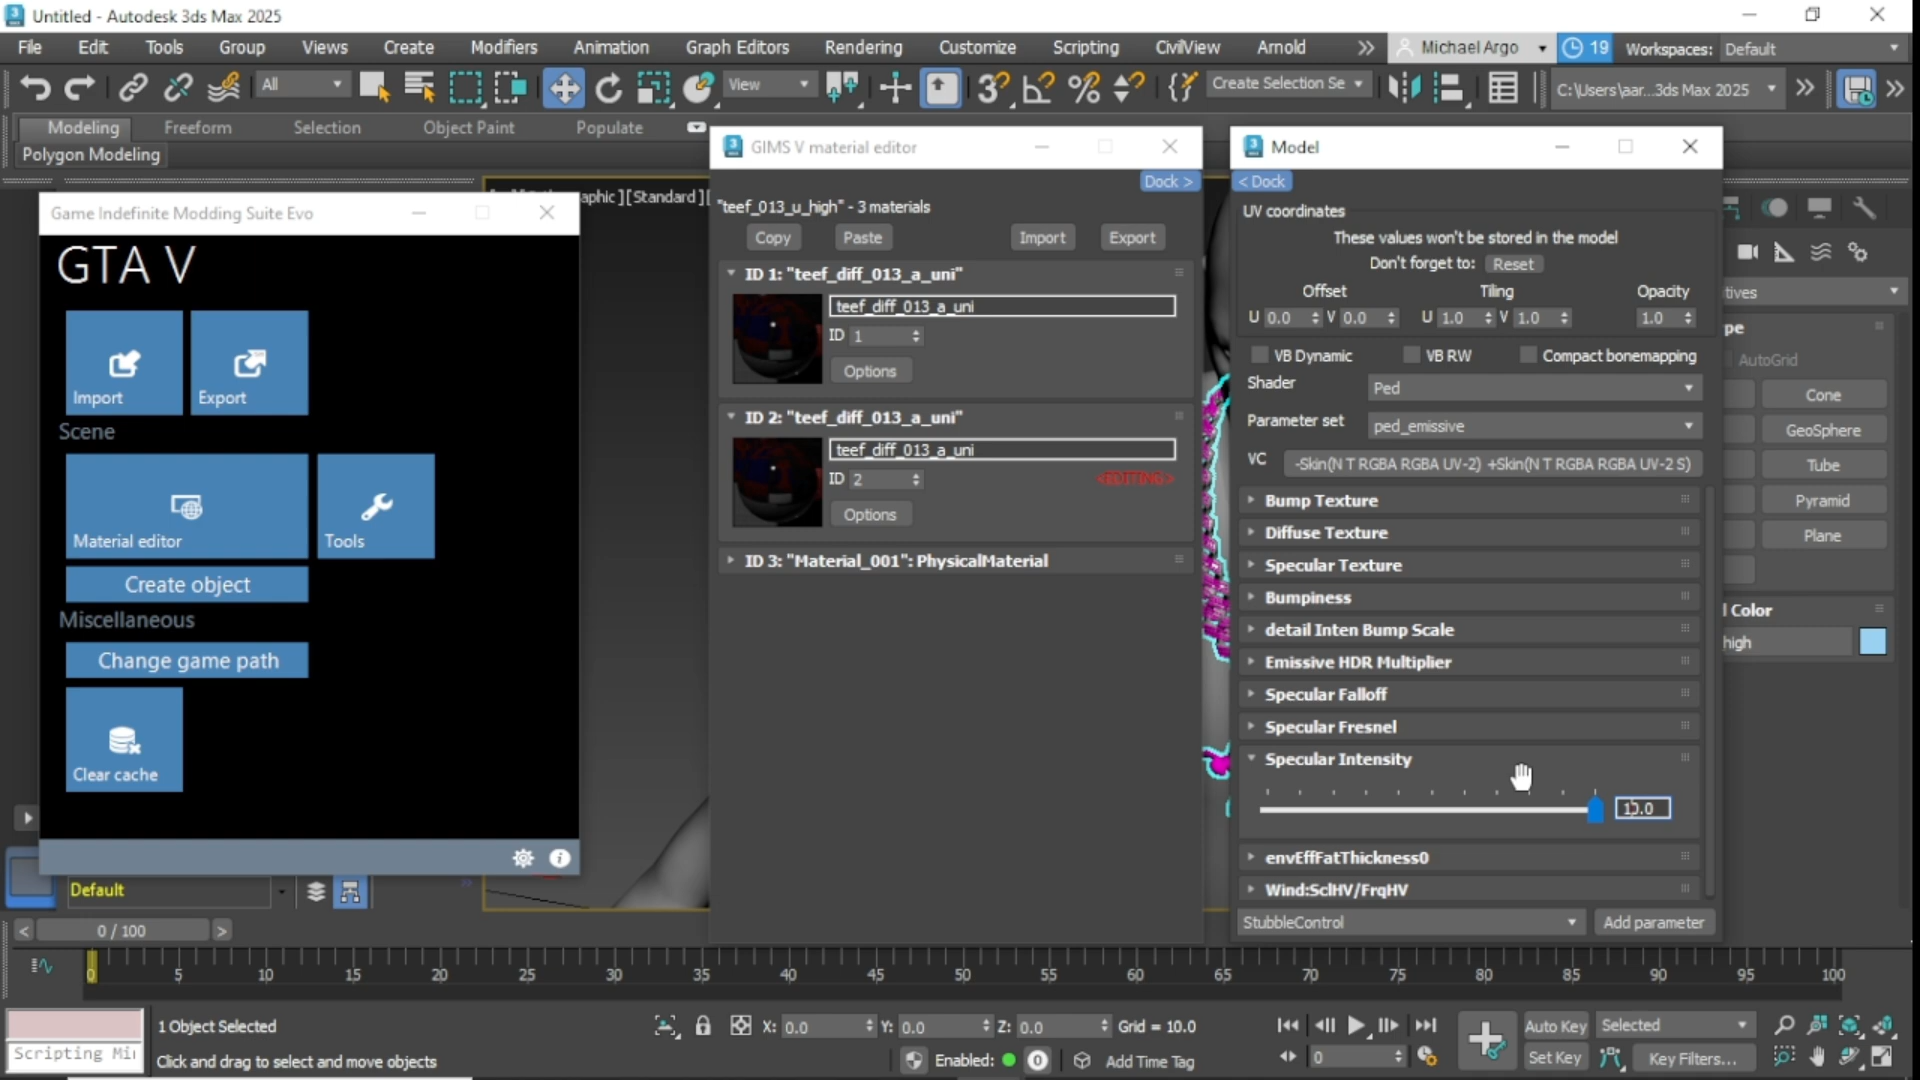 Untitled - Autodesk 3ds Max 2025
File Edit Tools Group Views Create Modifiers Animation Graph Editors Rendering Customize Scripting CivilView Arnold Michael Argo 19 Workspaces: Default
All View Create Selection Se C:\Users\aar...3ds Max 2025
Modeling Freeform Selection Object Paint Populate
Polygon Modeling
aphic ] [Standard ] [
Game Indefinite Modding Suite Evo
GTA V
Import Export
Scene
Material editor Tools
Create object
Miscellaneous
Change game path
Clear cache
GIMS V material editor
Dock >
"teef_013_u_high" - 3 materials
Copy Paste Import Export
ID 1: "teef_diff_013_a_uni"
teef_diff_013_a_uni
ID 1
Options
ID 2: "teef_diff_013_a_uni"
teef_diff_013_a_uni
ID 2 <EDITING>
Options
ID 3: "Material_001": PhysicalMaterial
Model
< Dock
UV coordinates
These values won't be stored in the model
Don't forget to: Reset
Offset Tiling Opacity
U 0.0 V 0.0 U 1.0 V 1.0 1.0
VB Dynamic VB RW Compact bonemapping
Shader Ped
Parameter set ped_emissive
VC -Skin(N T RGBA RGBA UV-2) +Skin(N T RGBA RGBA UV-2 S)
Bump Texture
Diffuse Texture
Specular Texture
Bumpiness
detail Inten Bump Scale
Emissive HDR Multiplier
Specular Falloff
Specular Fresnel
Specular Intensity
envEffFatThickness0
Wind:SclHV/FrqHV
StubbleControl Add parameter
tives
pe
AutoGrid
Cone
GeoSphere
Tube
Pyramid
Plane
l Color
high
Default
< 0 / 100 >
0 5 10 15 20 25 30 35 40 45 50 55 60 65 70 75 80 85 90 95 100
1 Object Selected X: 0.0 Y: 0.0 Z: 0.0 Grid = 10.0 Auto Key Selected
Scripting Mi Click and drag to select and move objects Enabled: 0 Add Time Tag 0 Set Key Key Filters...